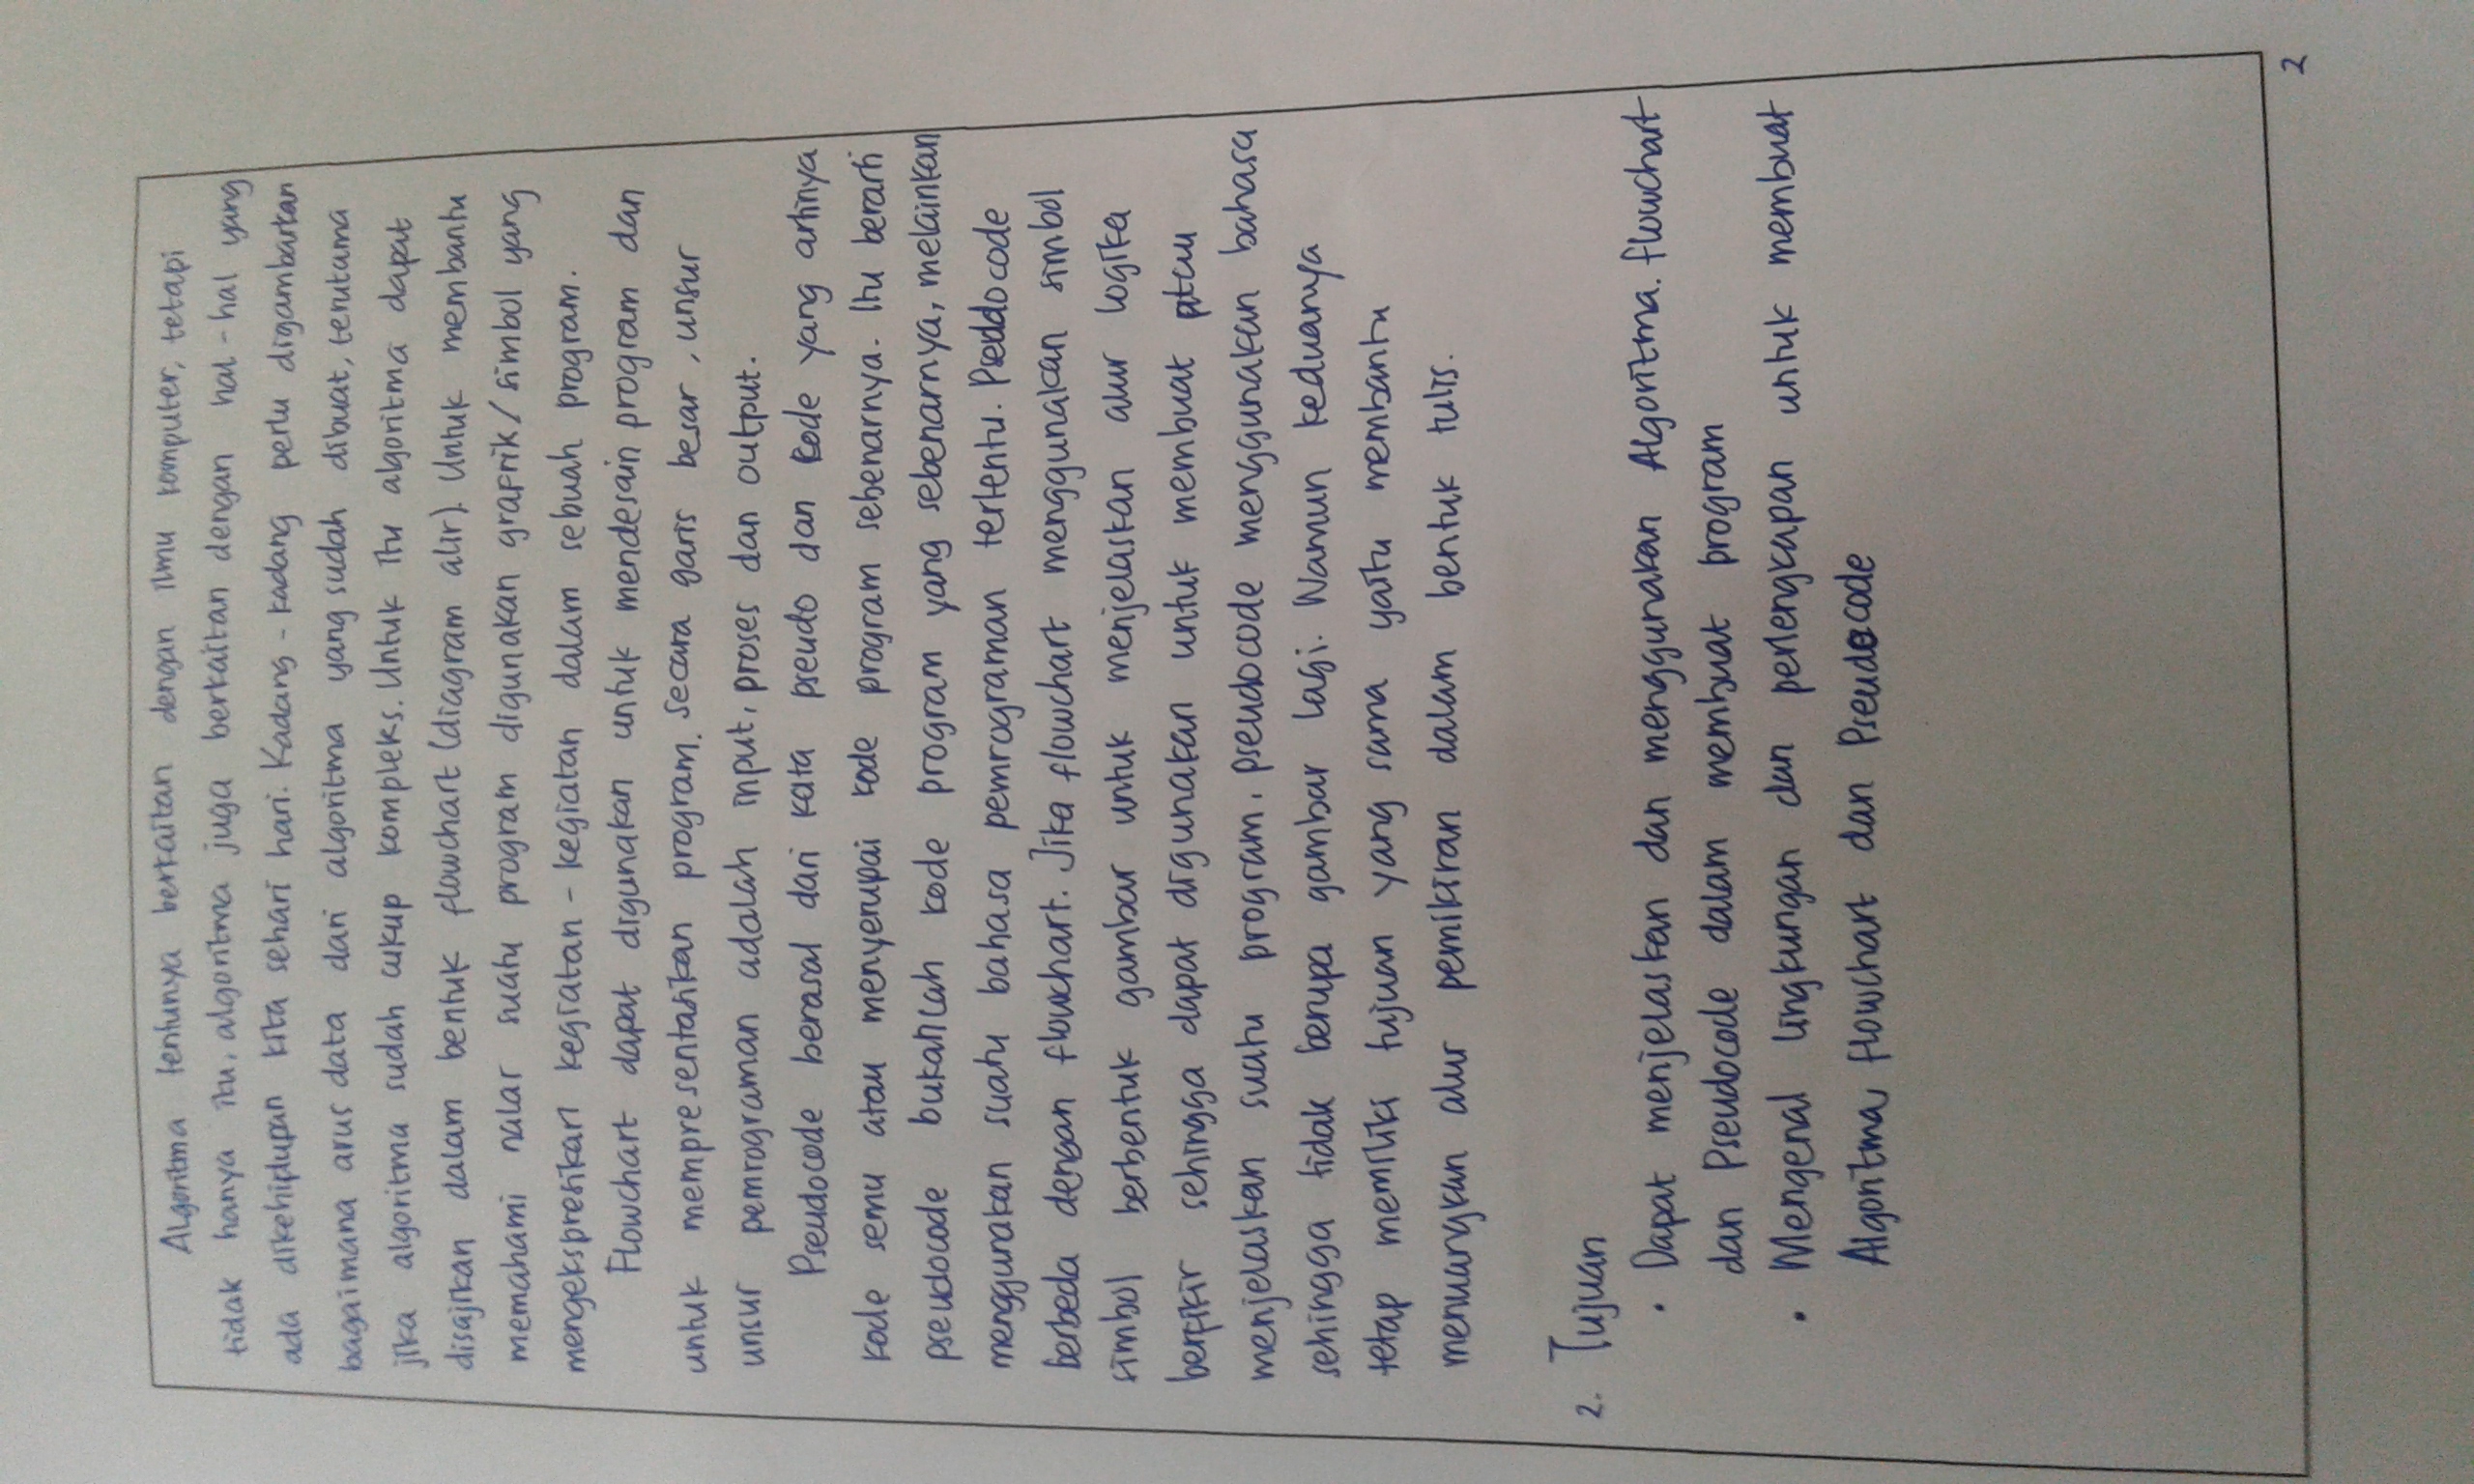 Algoritma tentunya berkaitan dengan ilmu komputer, tetapi
tidak hanya itu, algoritma juga berkaitan dengan hal - hal yang
ada dikehidupan kita sehari hari. Kadang - kadang perlu digambarkan
bagaimana arus data dari algoritma yang sudah dibuat, terutama
jika algoritma sudah cukup kompleks. Untuk itu algoritma dapat
disajikan dalam bentuk flowchart (diagram alir). Untuk membantu
memahami nalar suatu program digunakan grafrik / simbol yang
mengekspresikan kegiatan - kegiatan dalam sebuah program.
Flowchart dapat digunakan untuk mendesain program dan
untuk mempresentasikan program. Secara garis besar, unsur
unsur pemrograman adalah input, proses dan output.
Pseudocode berasal dari kata pseudo dan kode yang artinya
kode semu atau menyerupai kode program sebenarnya. Itu berarti
pseudocode bukanlah kode program yang sebenarnya, melainkan
menggunakan suatu bahasa pemrograman tertentu. Pseddocode
berbeda dengan flowchart. Jika flowchart menggunakan simbol
simbol berbentuk gambar untuk menjelaskan alur logika
berfikir sehingga dapat digunakan untuk membuat atau
menjelaskan suatu program, pseudocode menggunakan bahasa
sehingga tidak berupa gambar lagi. Namun keduanya
tetap memiliki tujuan yang sama yaitu membantu
menuangkan alur pemikiran dalam bentuk tulis.
2. Tujuan
• Dapat menjelaskan dan menggunakan Algoritma. flowchart
dan Pseudocode dalam membuat program
• Mengenal lingkungan dan perlengkapan untuk membuat
Algoritma, flowchart dan Pseudocode
2